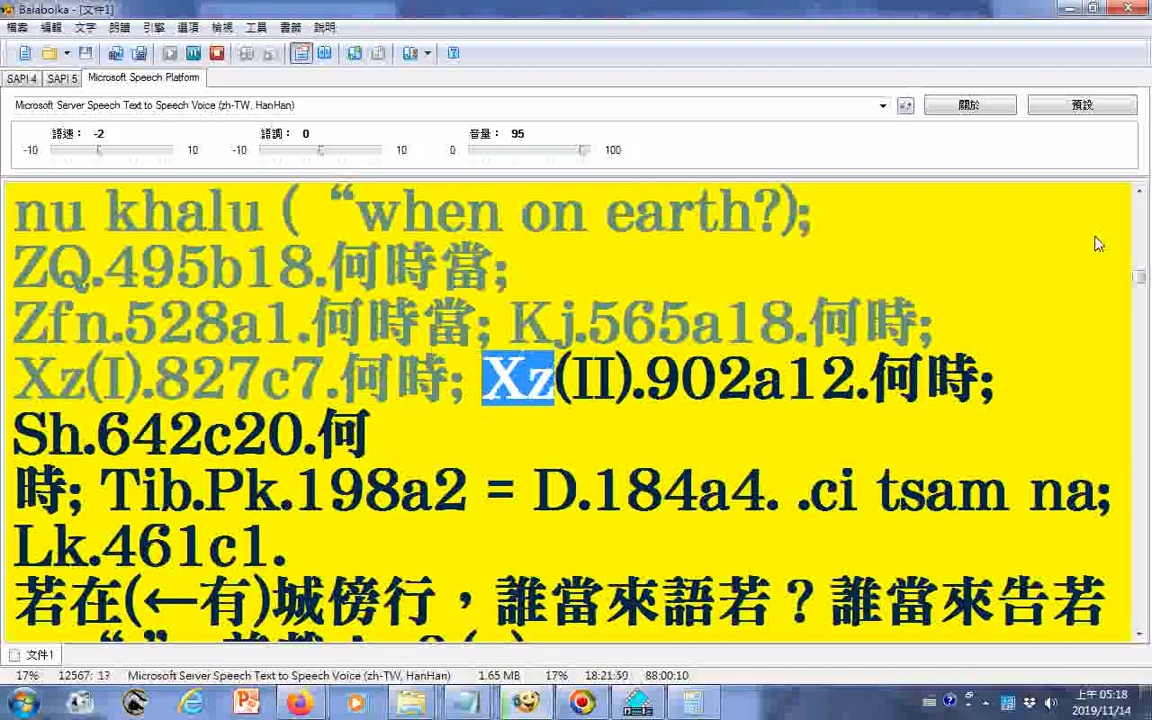 Balabolka - [文件1]
檔案 編輯 文字 朗讀 引擎 選項 檢視 工具 書籤 說明
SAPI 4 SAPI 5 Microsoft Speech Platform
Microsoft Server Speech Text to Speech Voice (zh-TW, HanHan) 關於 預設
語速： -2 語調： 0 音量： 95
-10 10 -10 10 0 100
nu khalu ( “when on earth?);
ZQ.495b18.何時當;
Zfn.528a1.何時當; Kj.565a18.何時;
Xz(I).827c7.何時; Xz(II).902a12.何時;
Sh.642c20.何
時; Tib.Pk.198a2 = D.184a4. .ci tsam na;
Lk.461c1.
若在(←有)城傍行，誰當來語若？誰當來告若
文件1
17% 12567: 13 Microsoft Server Speech Text to Speech Voice (zh-TW, HanHan) 1.65 MB 17% 18:21:50 88:00:10
上午 05:18
2019/11/14